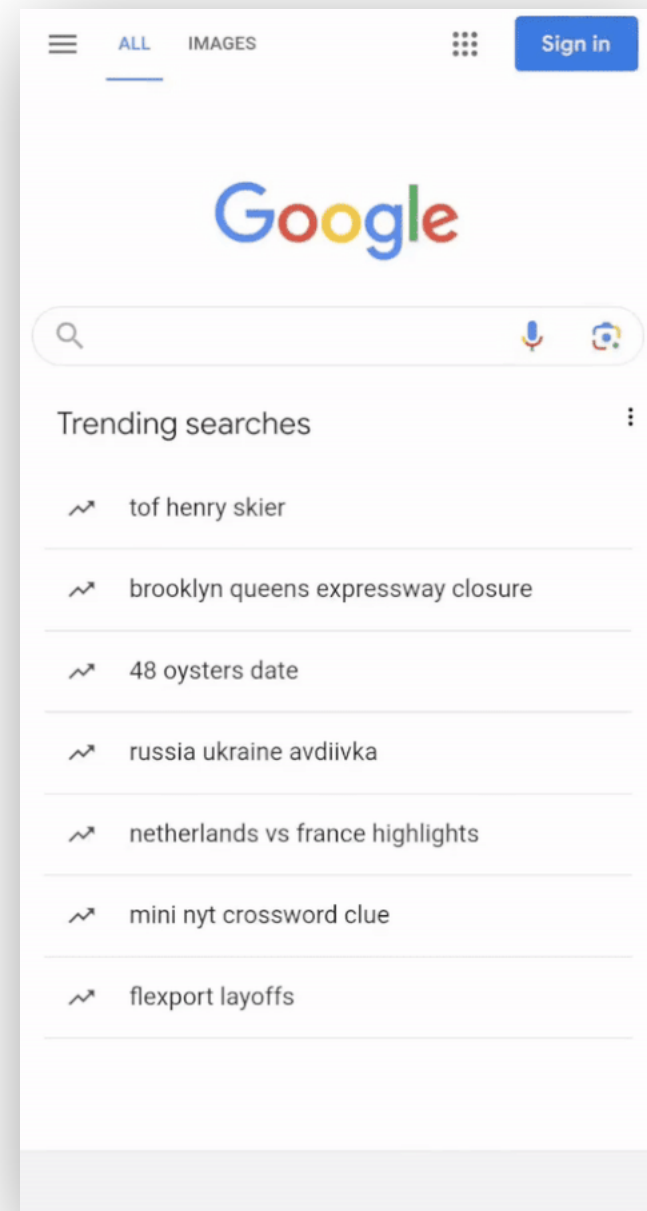 ALL IMAGES Sign in
Google
Trending searches
tof henry skier
brooklyn queens expressway closure
48 oysters date
russia ukraine avdiivka
netherlands vs france highlights
mini nyt crossword clue
flexport layoffs